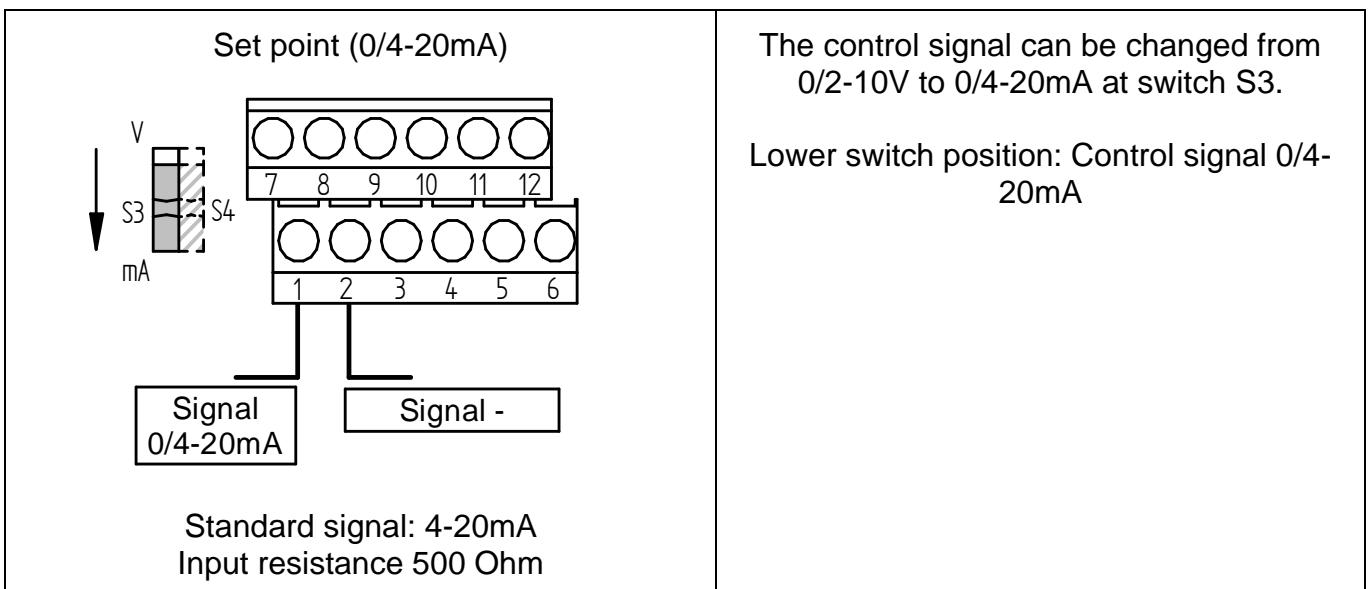 Set point (0/4-20mA)
V
S3
S4
mA
7 8 9 10 11 12
1 2 3 4 5 6
Signal
0/4-20mA
Signal -
Standard signal: 4-20mA
Input resistance 500 Ohm
The control signal can be changed from
0/2-10V to 0/4-20mA at switch S3.
Lower switch position: Control signal 0/4-
20mA